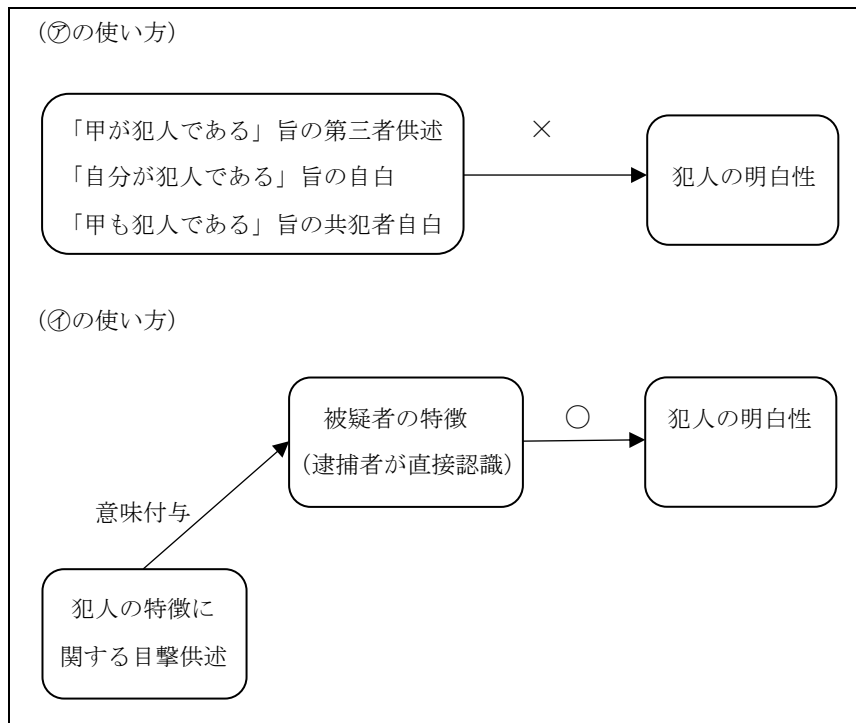 (㋐の使い方)
「甲が犯人である」旨の第三者供述
「自分が犯人である」旨の自白
「甲も犯人である」旨の共犯者自白
×
犯人の明白性
(㋑の使い方)
被疑者の特徴
(逮捕者が直接認識)
○
犯人の明白性
意味付与
犯人の特徴に
関する目撃供述